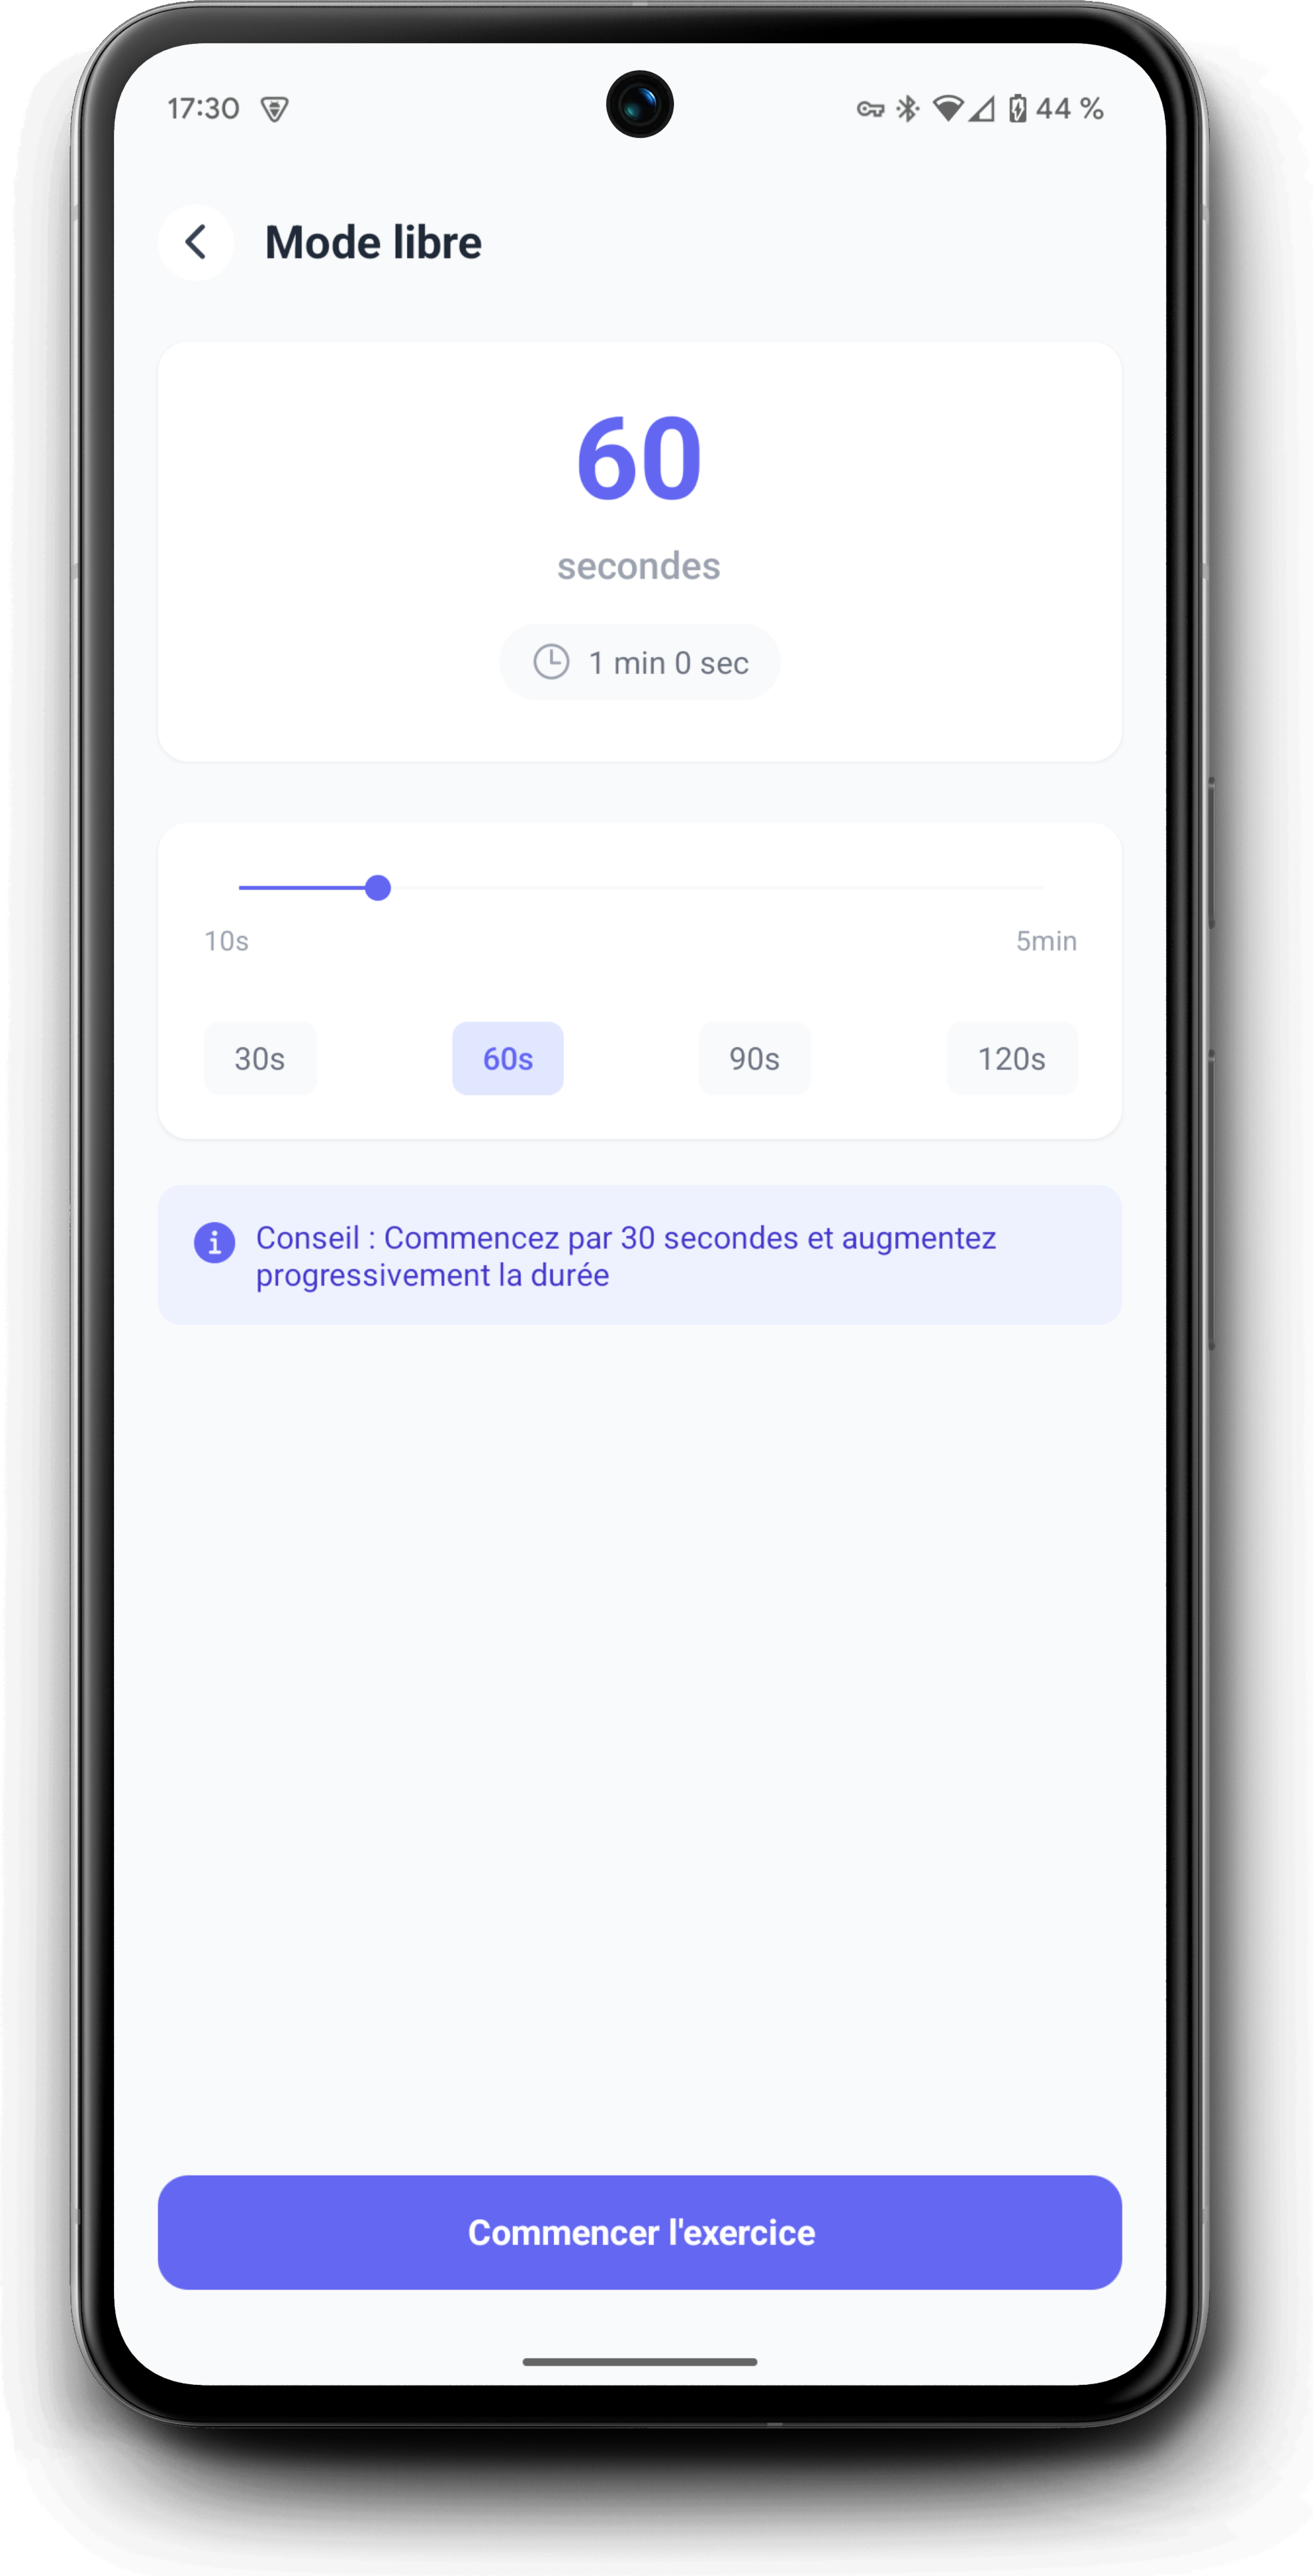 17:30 44 %
Mode libre
60
secondes
1 min 0 sec
10s 5min
30s 60s 90s 120s
Conseil : Commencez par 30 secondes et augmentez
progressivement la durée
Commencer l'exercice